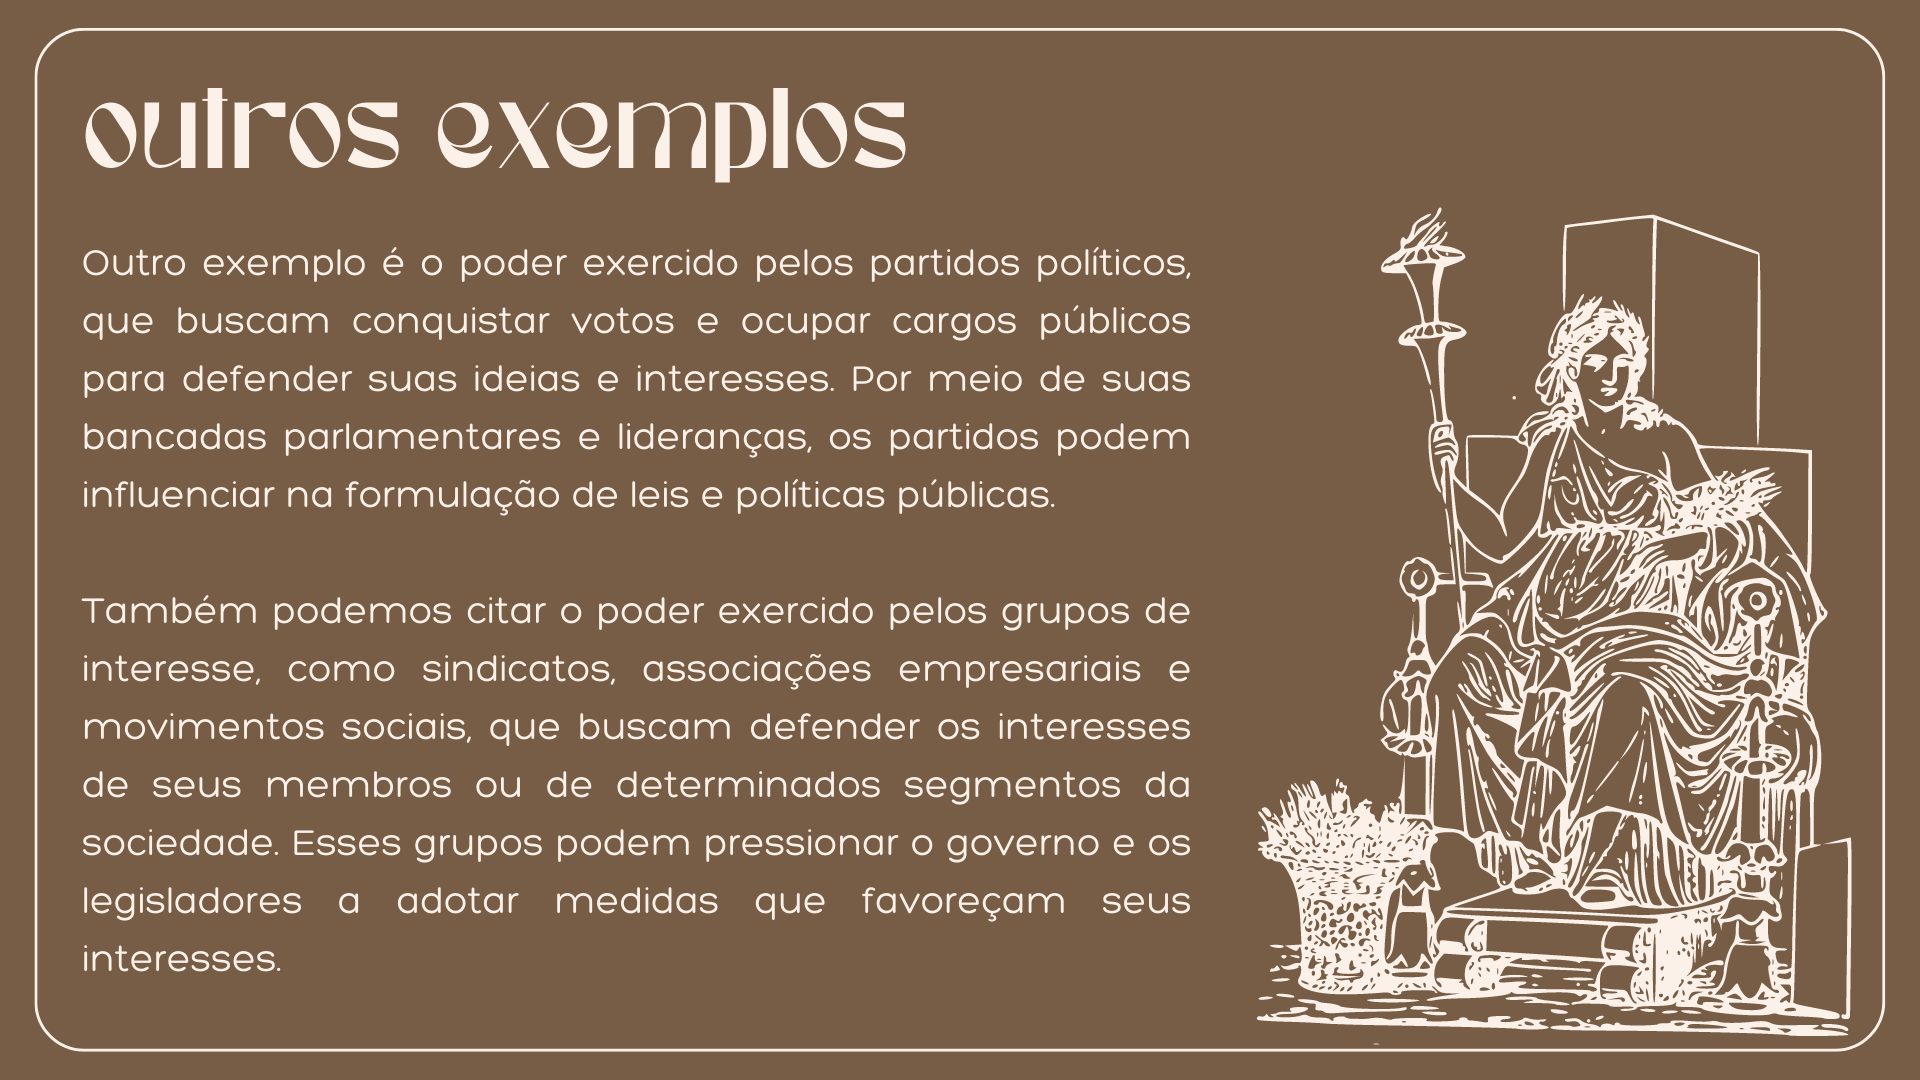 outros exemplos
Outro exemplo é o poder exercido pelos partidos políticos,
que buscam conquistar votos e ocupar cargos públicos
para defender suas ideias e interesses. Por meio de suas
bancadas parlamentares e lideranças, os partidos podem
influenciar na formulação de leis e políticas públicas.
Também podemos citar o poder exercido pelos grupos de
interesse, como sindicatos, associações empresariais e
movimentos sociais, que buscam defender os interesses
de seus membros ou de determinados segmentos da
sociedade. Esses grupos podem pressionar o governo e os
legisladores a adotar medidas que favoreçam seus
interesses.